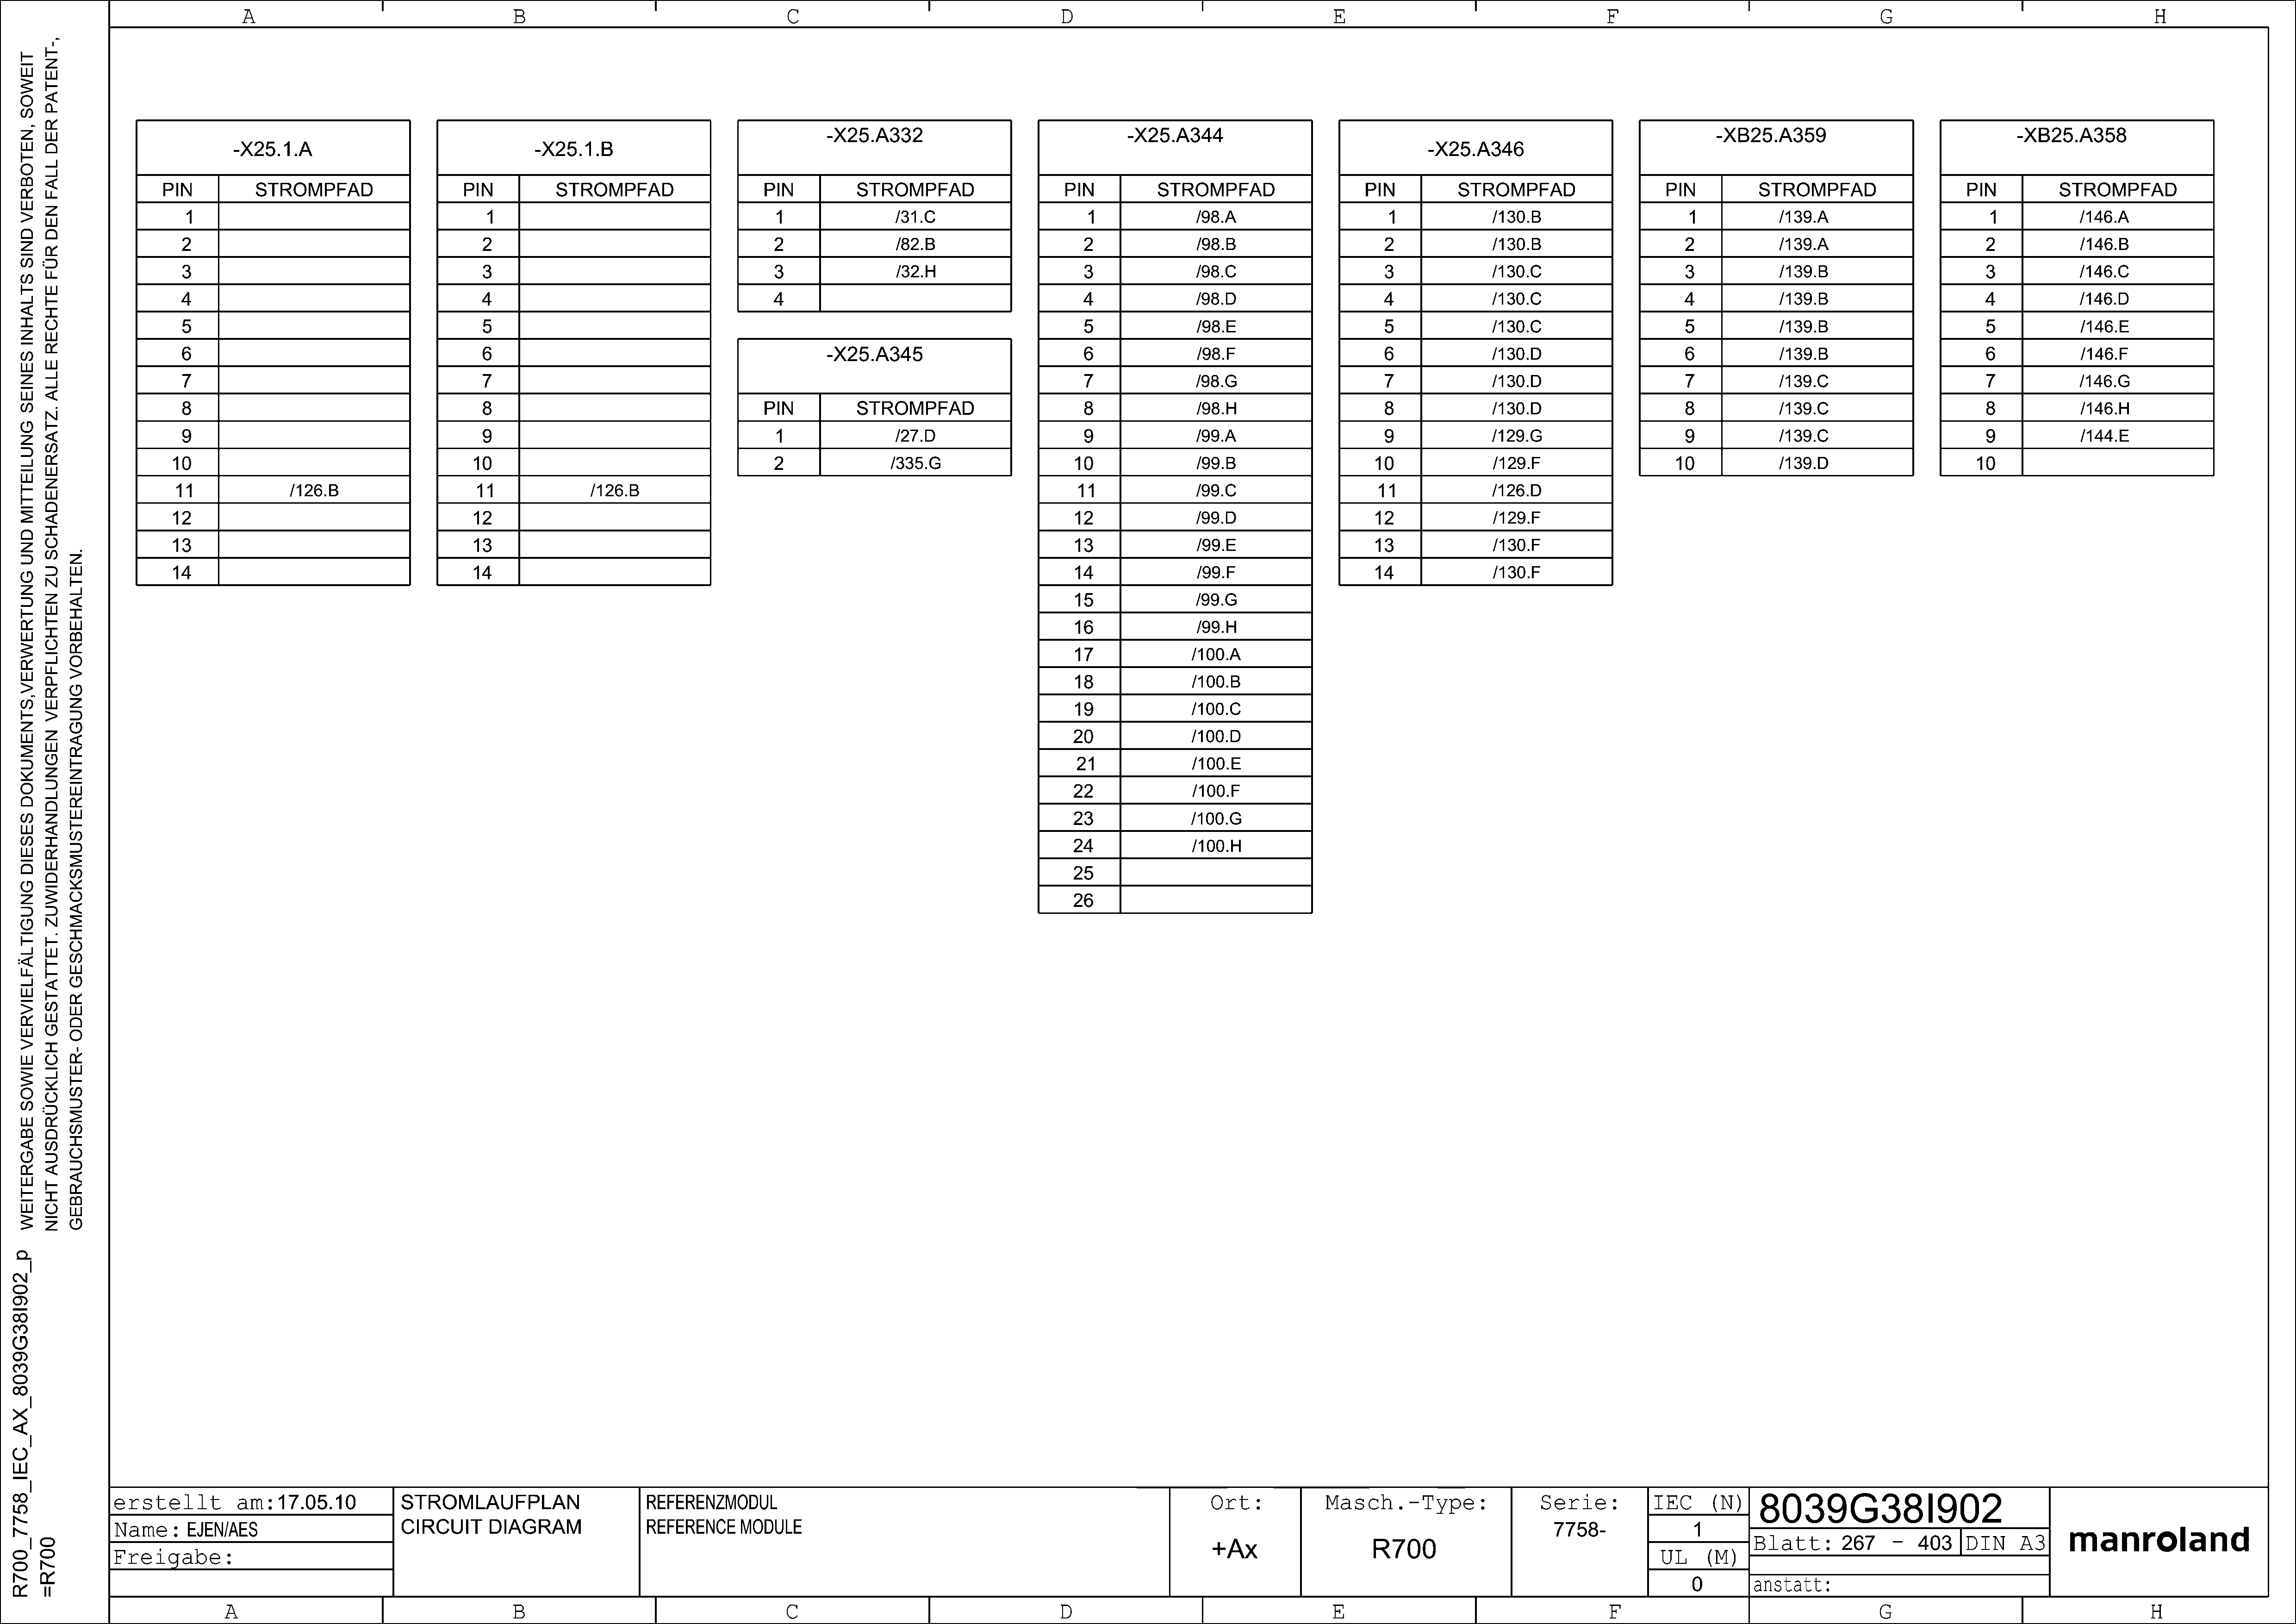 A B C D E F G H
WEITERGABE SOWIE VERVIELFÄLTIGUNG DIESES DOKUMENTS,VERWERTUNG UND MITTEILUNG SEINES INHALTS SIND VERBOTEN, SOWEIT
NICHT AUSDRÜCKLICH GESTATTET. ZUWIDERHANDLUNGEN VERPFLICHTEN ZU SCHADENERSATZ. ALLE RECHTE FÜR DEN FALL DER PATENT-,
GEBRAUCHSMUSTER- ODER GESCHMACKSMUSTEREINTRAGUNG VORBEHALTEN.
R700_7758_IEC_AX_8039G38I902_p
=R700
-X25.1.A
PIN STROMPFAD
1
2
3
4
5
6
7
8
9
10
11 /126.B
12
13
14
-X25.1.B
PIN STROMPFAD
1
2
3
4
5
6
7
8
9
10
11 /126.B
12
13
14
-X25.A332
PIN STROMPFAD
1 /31.C
2 /82.B
3 /32.H
4
-X25.A345
PIN STROMPFAD
1 /27.D
2 /335.G
-X25.A344
PIN STROMPFAD
1 /98.A
2 /98.B
3 /98.C
4 /98.D
5 /98.E
6 /98.F
7 /98.G
8 /98.H
9 /99.A
10 /99.B
11 /99.C
12 /99.D
13 /99.E
14 /99.F
15 /99.G
16 /99.H
17 /100.A
18 /100.B
19 /100.C
20 /100.D
21 /100.E
22 /100.F
23 /100.G
24 /100.H
25
26
-X25.A346
PIN STROMPFAD
1 /130.B
2 /130.B
3 /130.C
4 /130.C
5 /130.C
6 /130.D
7 /130.D
8 /130.D
9 /129.G
10 /129.F
11 /126.D
12 /129.F
13 /130.F
14 /130.F
-XB25.A359
PIN STROMPFAD
1 /139.A
2 /139.A
3 /139.B
4 /139.B
5 /139.B
6 /139.B
7 /139.C
8 /139.C
9 /139.C
10 /139.D
-XB25.A358
PIN STROMPFAD
1 /146.A
2 /146.B
3 /146.C
4 /146.D
5 /146.E
6 /146.F
7 /146.G
8 /146.H
9 /144.E
10
erstellt am:17.05.10
Name: EJEN/AES
Freigabe:
STROMLAUFPLAN
CIRCUIT DIAGRAM
REFERENZMODUL
REFERENCE MODULE
Ort:
+Ax
Masch.-Type:
R700
Serie:
7758-
IEC (N)
1
UL (M)
0
8039G38I902
Blatt: 267 - 403 DIN A3
anstatt:
manroland
A B C D E F G H